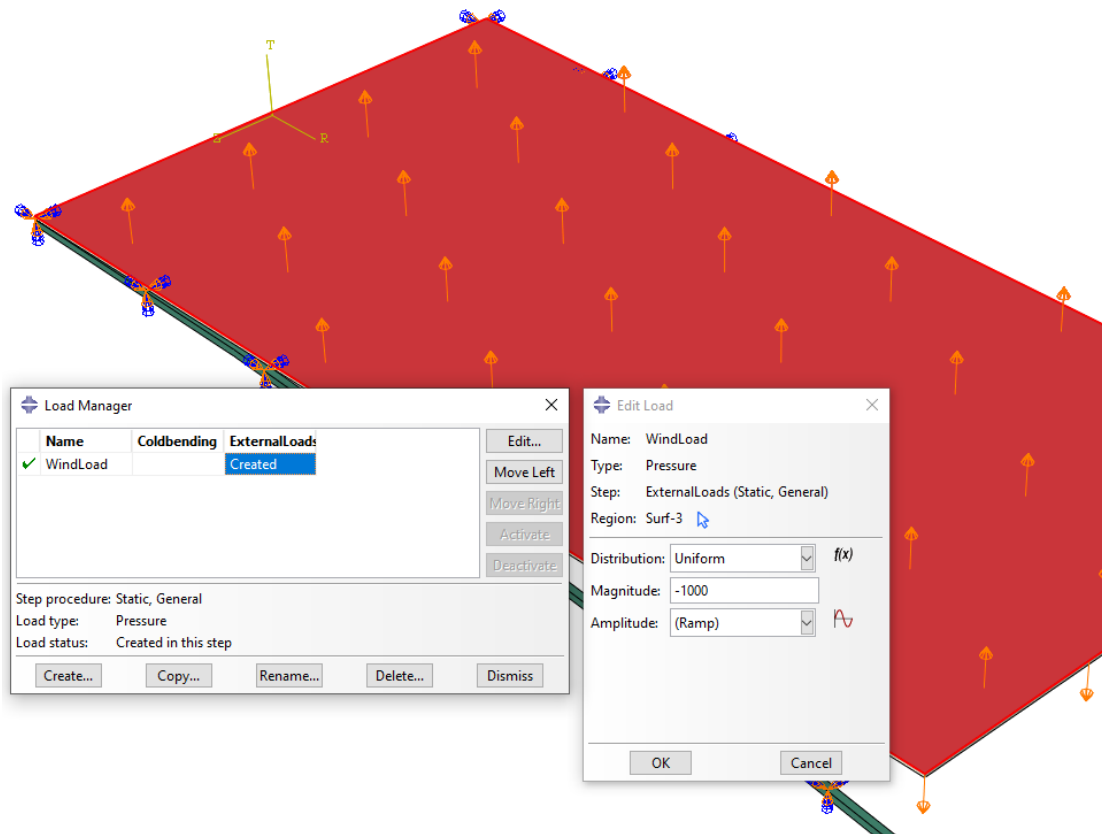 T
R
Load Manager
Name Coldbending ExternalLoads
WindLoad Created
Edit...
Move Left
Move Right
Activate
Deactivate
Step procedure: Static, General
Load type: Pressure
Load status: Created in this step
Create... Copy... Rename... Delete... Dismiss
Edit Load
Name: WindLoad
Type: Pressure
Step: ExternalLoads (Static, General)
Region: Surf-3
Distribution: Uniform f(x)
Magnitude: -1000
Amplitude: (Ramp)
OK Cancel